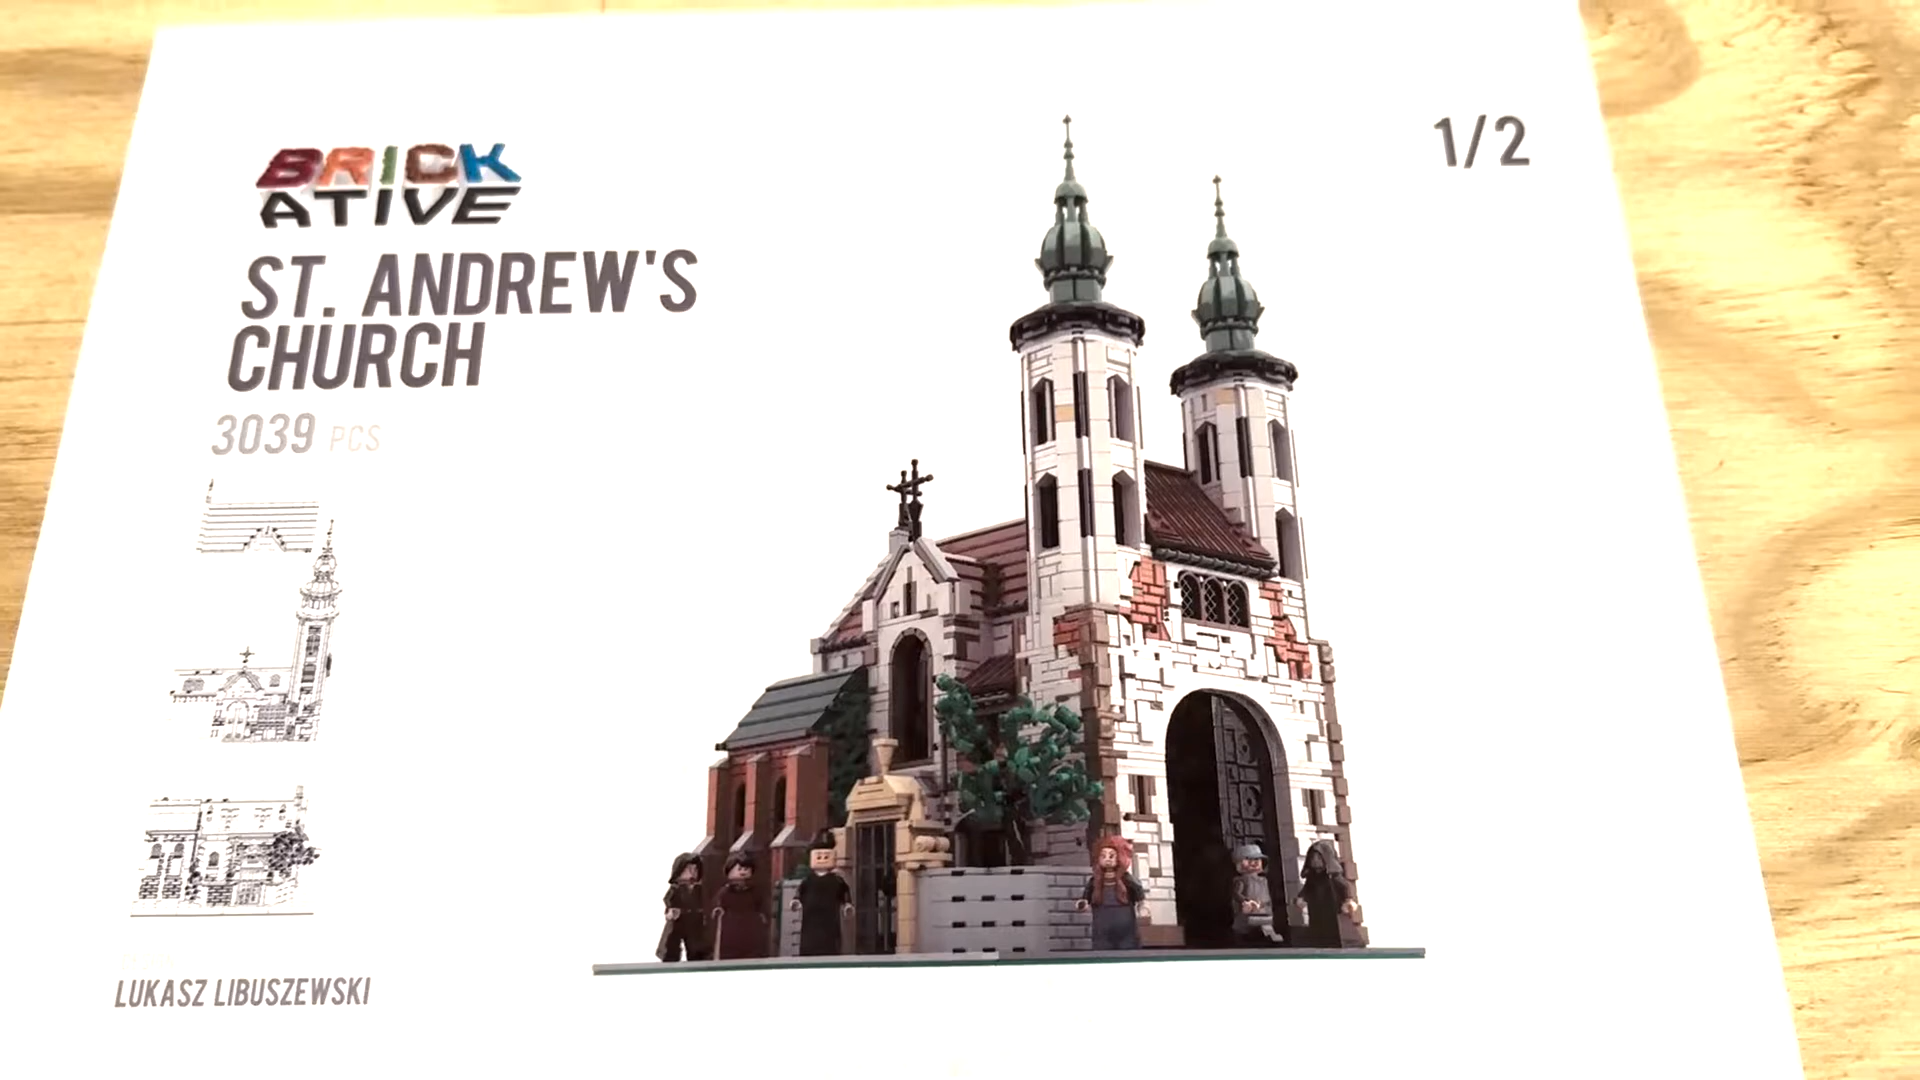 BRICK
ATIVE
ST. ANDREW'S
CHURCH
3039 PCS
LUKASZ LIBUSZEWSKI
1/2